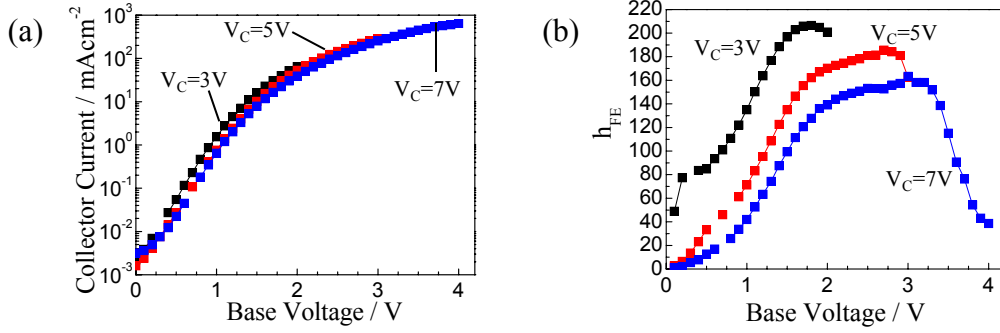 (a)
Collector Current / mAcm⁻²
10³
10²
10¹
10⁰
10⁻¹
10⁻²
10⁻³
V_C=5V
V_C=3V
V_C=7V
0 1 2 3 4
Base Voltage / V
(b)
h_FE
220
200
180
160
140
120
100
80
60
40
20
0
V_C=3V
V_C=5V
V_C=7V
0 1 2 3 4
Base Voltage / V